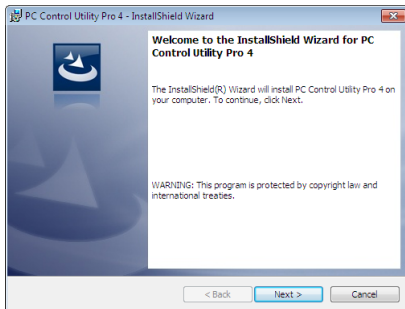 PC Control Utility Pro 4 - InstallShield Wizard
Welcome to the InstallShield Wizard for PC
Control Utility Pro 4
The InstallShield(R) Wizard will install PC Control Utility Pro 4 on
your computer. To continue, click Next.
WARNING: This program is protected by copyright law and
international treaties.
< Back Next > Cancel